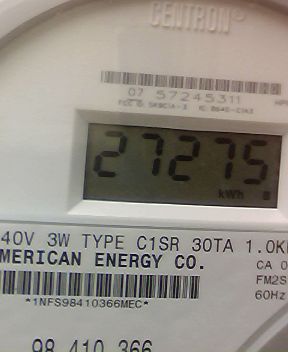 CENTRON®
07 57245311
27275
kWh
40V 3W TYPE C1SR 30TA 1.0K
MERICAN ENERGY CO.
CA 0
FM2S
60Hz
*1NFS98410366MEC*
98 410 366